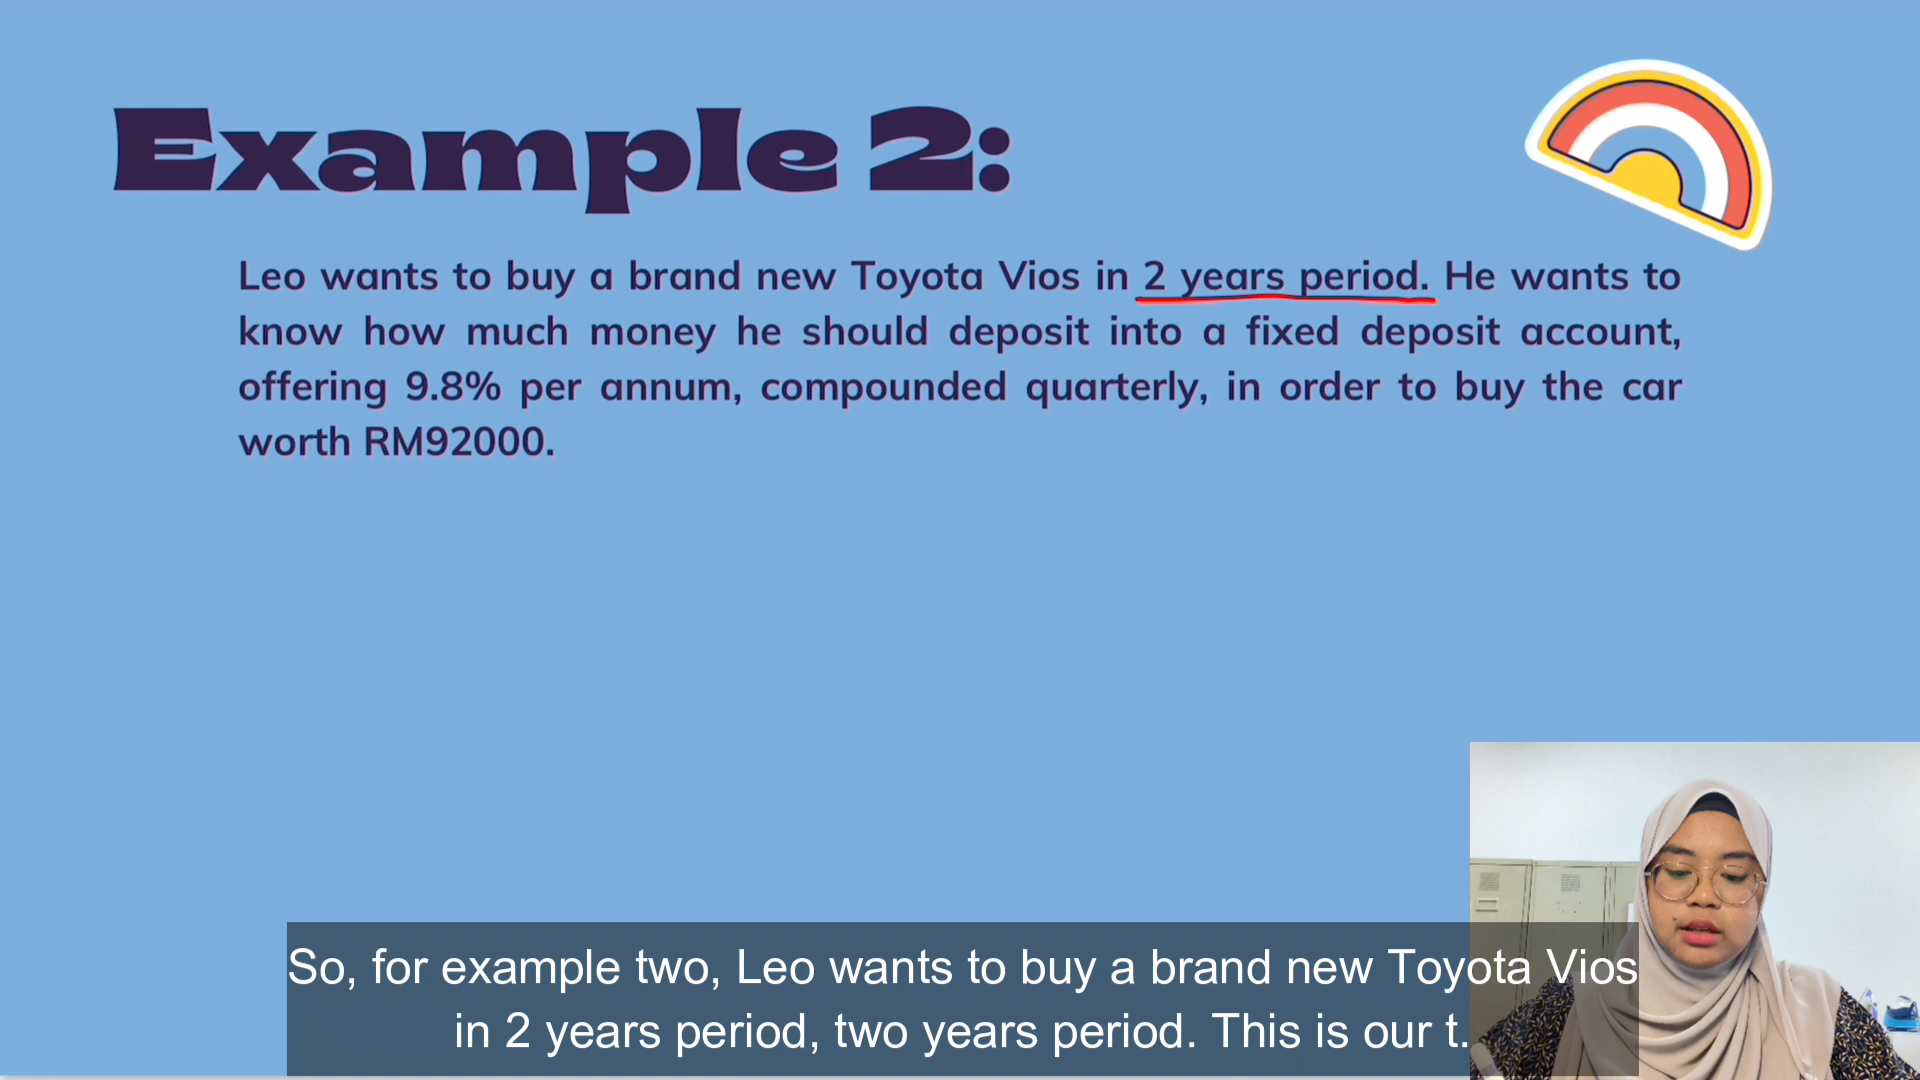 Example 2:
Leo wants to buy a brand new Toyota Vios in 2 years period. He wants to
know how much money he should deposit into a fixed deposit account,
offering 9.8% per annum, compounded quarterly, in order to buy the car
worth RM92000.
So, for example two, Leo wants to buy a brand new Toyota Vios
in 2 years period, two years period. This is our t.